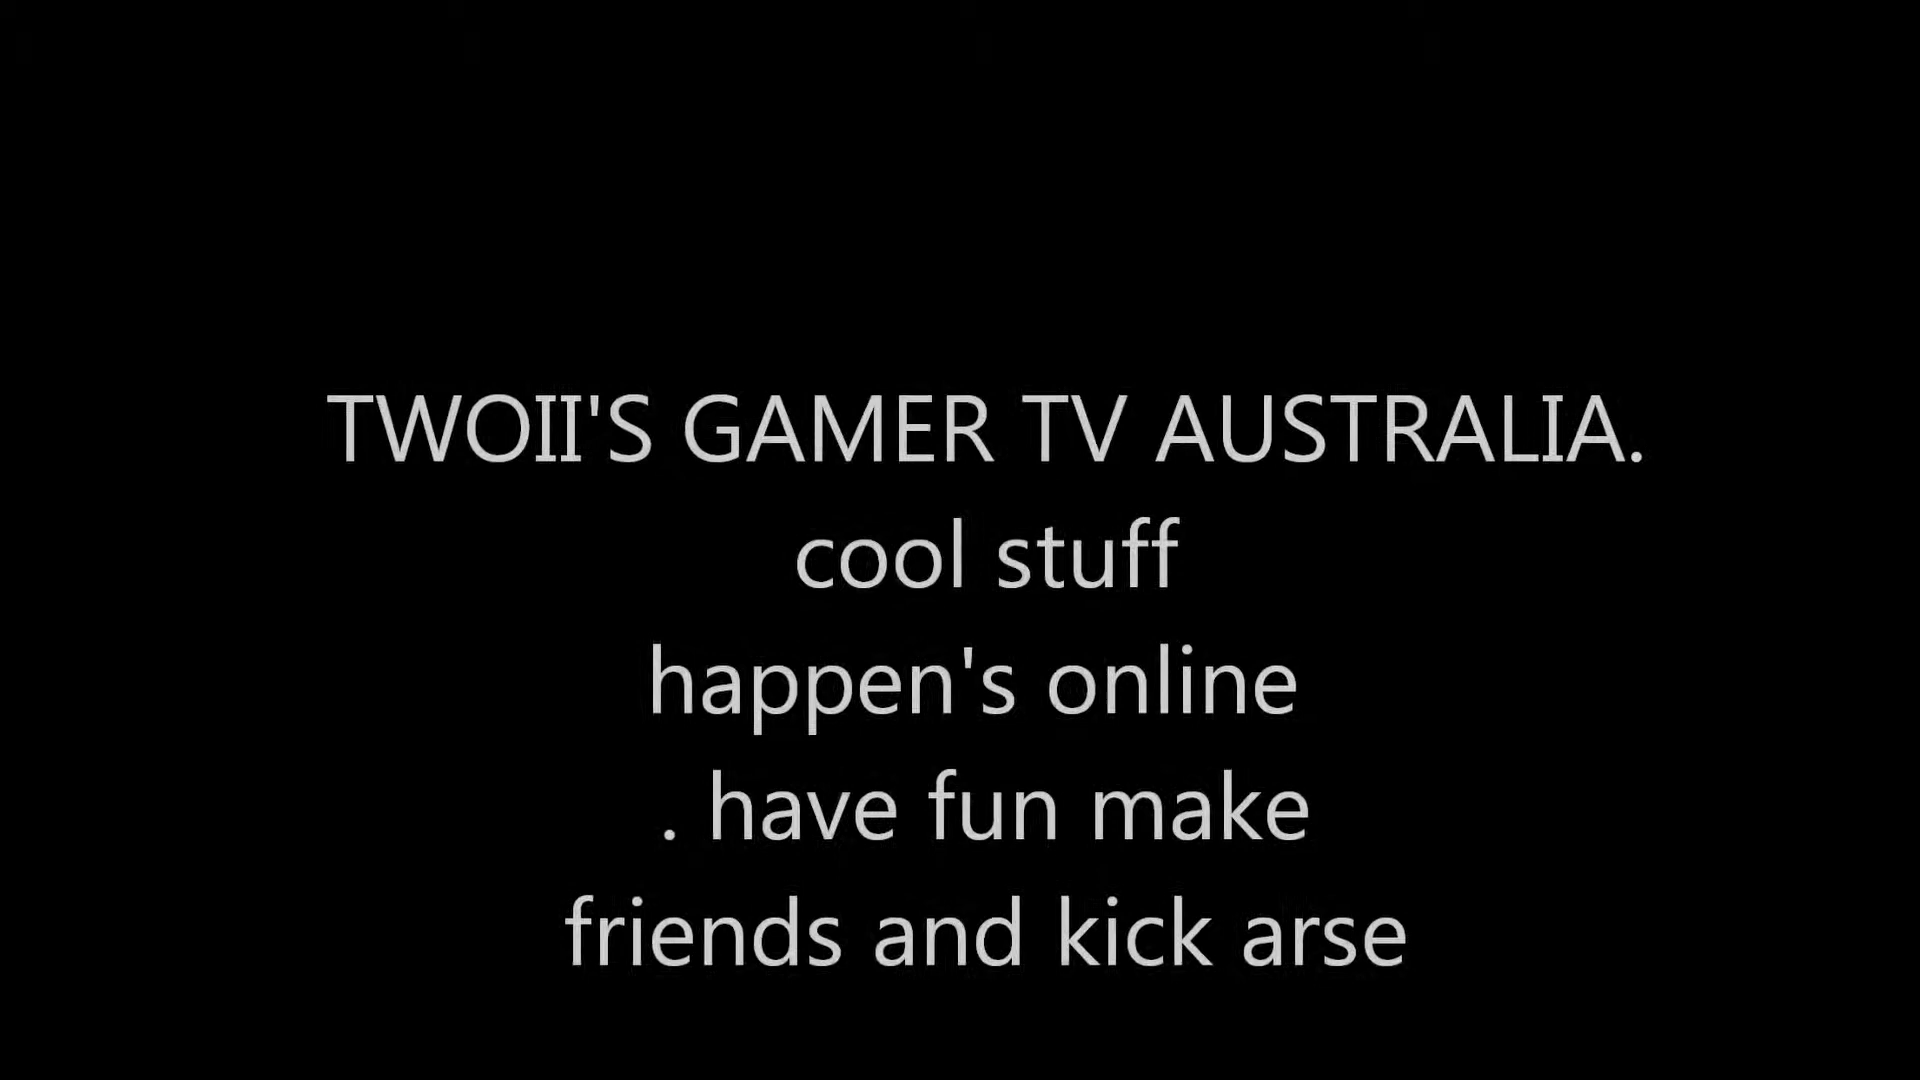 TWOII'S GAMER TV AUSTRALIA.
cool stuff
happen's online
. have fun make
friends and kick arse